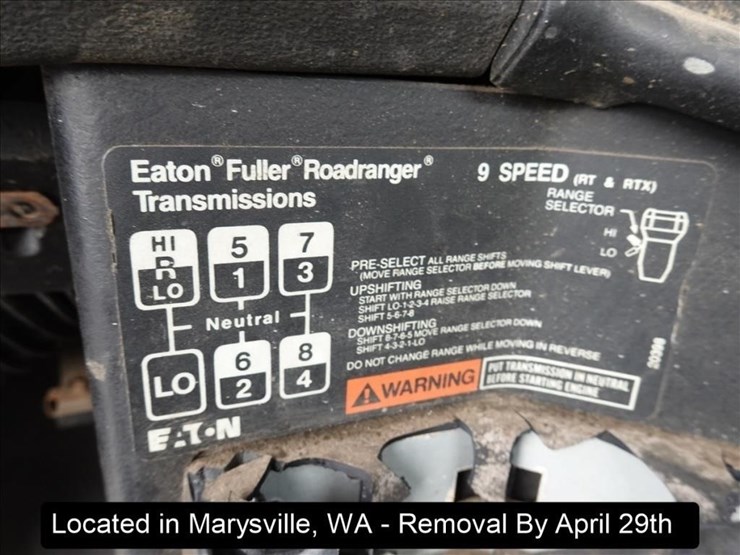 Eaton® Fuller® Roadranger®
Transmissions
9 SPEED (RT & RTX)
RANGE
SELECTOR
HI
LO
HI
R
LO
5
1
7
3
Neutral
LO
6
2
8
4
PRE-SELECT ALL RANGE SHIFTS
(MOVE RANGE SELECTOR BEFORE MOVING SHIFT LEVER)
UPSHIFTING
START WITH RANGE SELECTOR DOWN
SHIFT LO-1-2-3-4 RAISE RANGE SELECTOR
SHIFT 5-6-7-8
DOWNSHIFTING
SHIFT 8-7-6-5 MOVE RANGE SELECTOR DOWN
SHIFT 4-3-2-1-LO
DO NOT CHANGE RANGE WHILE MOVING IN REVERSE
WARNING
PUT TRANSMISSION IN NEUTRAL
BEFORE STARTING ENGINE
EATON
Located in Marysville, WA - Removal By April 29th